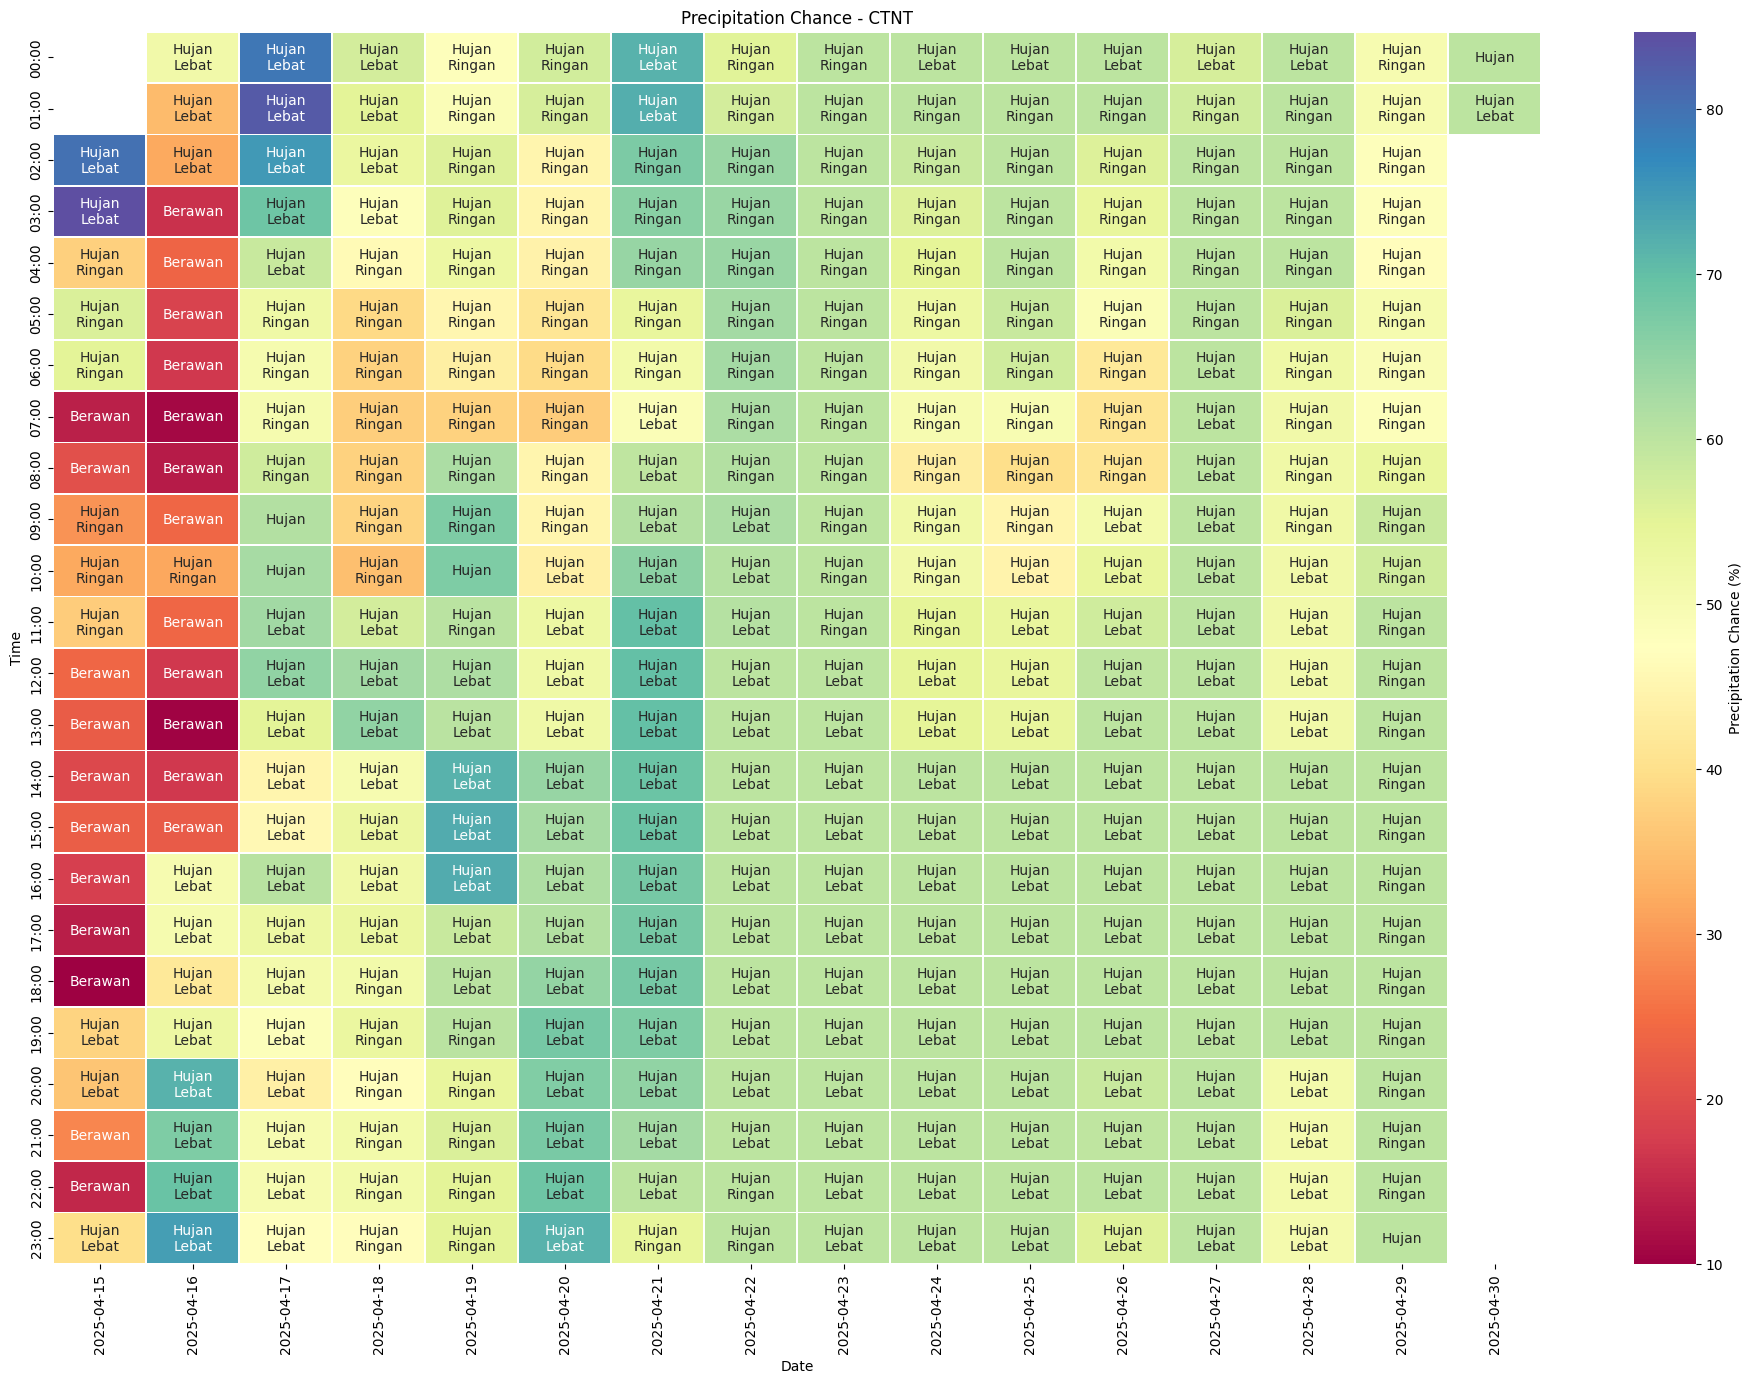 Precipitation Chance - CTNT
Hujan Hujan Hujan Hujan Hujan Hujan Hujan Hujan Hujan Hujan Hujan Hujan Hujan Hujan
00:00 Hujan
Lebat Lebat Lebat Ringan Ringan Lebat Ringan Ringan Lebat Lebat Lebat Lebat Lebat Ringan
Hujan Hujan Hujan Hujan Hujan Hujan Hujan Hujan Hujan Hujan Hujan Hujan Hujan Hujan Hujan
01:00
Lebat Lebat Lebat Ringan Ringan Lebat Ringan Ringan Ringan Ringan Ringan Ringan Ringan Ringan Lebat
Hujan Hujan Hujan Hujan Hujan Hujan Hujan Hujan Hujan Hujan Hujan Hujan Hujan Hujan Hujan
02:00
Lebat Lebat Lebat Lebat Ringan Ringan Ringan Ringan Ringan Ringan Ringan Ringan Ringan Ringan Ringan
Hujan Hujan Hujan Hujan Hujan Hujan Hujan Hujan Hujan Hujan Hujan Hujan Hujan Hujan
03:00 Berawan
Lebat Lebat Lebat Ringan Ringan Ringan Ringan Ringan Ringan Ringan Ringan Ringan Ringan Ringan
Hujan Hujan Hujan Hujan Hujan Hujan Hujan Hujan Hujan Hujan Hujan Hujan Hujan Hujan
04:00 Berawan
Ringan Lebat Ringan Ringan Ringan Ringan Ringan Ringan Ringan Ringan Ringan Ringan Ringan Ringan
Hujan Hujan Hujan Hujan Hujan Hujan Hujan Hujan Hujan Hujan Hujan Hujan Hujan Hujan
05:00 Berawan
Ringan Ringan Ringan Ringan Ringan Ringan Ringan Ringan Ringan Ringan Ringan Ringan Ringan Ringan
Hujan Hujan Hujan Hujan Hujan Hujan Hujan Hujan Hujan Hujan Hujan Hujan Hujan Hujan
06:00 Berawan
Ringan Ringan Ringan Ringan Ringan Ringan Ringan Ringan Ringan Ringan Ringan Lebat Ringan Ringan
Hujan Hujan Hujan Hujan Hujan Hujan Hujan Hujan Hujan Hujan Hujan Hujan Hujan
07:00 Berawan Berawan
Ringan Ringan Ringan Ringan Lebat Ringan Ringan Ringan Ringan Ringan Lebat Ringan Ringan
Hujan Hujan Hujan Hujan Hujan Hujan Hujan Hujan Hujan Hujan Hujan Hujan Hujan
08:00 Berawan Berawan
Ringan Ringan Ringan Ringan Lebat Ringan Ringan Ringan Ringan Ringan Lebat Ringan Ringan
Hujan Hujan Hujan Hujan Hujan Hujan Hujan Hujan Hujan Hujan Hujan Hujan Hujan
09:00 Berawan Hujan
Ringan Ringan Ringan Ringan Lebat Lebat Ringan Ringan Ringan Lebat Lebat Ringan Ringan
Hujan Hujan Hujan Hujan Hujan Hujan Hujan Hujan Hujan Hujan Hujan Hujan Hujan
10:00 Hujan Hujan
Ringan Ringan Ringan Lebat Lebat Lebat Ringan Ringan Lebat Lebat Lebat Lebat Ringan
Hujan Hujan Hujan Hujan Hujan Hujan Hujan Hujan Hujan Hujan Hujan Hujan Hujan Hujan
11:00 Berawan
Ringan Lebat Lebat Ringan Lebat Lebat Lebat Ringan Ringan Lebat Lebat Lebat Lebat Ringan
Hujan Hujan Hujan Hujan Hujan Hujan Hujan Hujan Hujan Hujan Hujan Hujan Hujan
12:00 Berawan Berawan
Lebat Lebat Lebat Lebat Lebat Lebat Lebat Lebat Lebat Lebat Lebat Lebat Ringan
Hujan Hujan Hujan Hujan Hujan Hujan Hujan Hujan Hujan Hujan Hujan Hujan Hujan
13:00 Berawan Berawan
Lebat Lebat Lebat Lebat Lebat Lebat Lebat Lebat Lebat Lebat Lebat Lebat Ringan
Hujan Hujan Hujan Hujan Hujan Hujan Hujan Hujan Hujan Hujan Hujan Hujan Hujan
14:00 Berawan Berawan
Lebat Lebat Lebat Lebat Lebat Lebat Lebat Lebat Lebat Lebat Lebat Lebat Ringan
Hujan Hujan Hujan Hujan Hujan Hujan Hujan Hujan Hujan Hujan Hujan Hujan Hujan
15:00 Berawan Berawan
Lebat Lebat Lebat Lebat Lebat Lebat Lebat Lebat Lebat Lebat Lebat Lebat Ringan
Hujan Hujan Hujan Hujan Hujan Hujan Hujan Hujan Hujan Hujan Hujan Hujan Hujan Hujan
16:00 Berawan
Lebat Lebat Lebat Lebat Lebat Lebat Lebat Lebat Lebat Lebat Lebat Lebat Lebat Ringan
Hujan Hujan Hujan Hujan Hujan Hujan Hujan Hujan Hujan Hujan Hujan Hujan Hujan Hujan
17:00 Berawan
Lebat Lebat Lebat Lebat Lebat Lebat Lebat Lebat Lebat Lebat Lebat Lebat Lebat Ringan
Hujan Hujan Hujan Hujan Hujan Hujan Hujan Hujan Hujan Hujan Hujan Hujan Hujan Hujan
18:00 Berawan
Lebat Lebat Ringan Lebat Lebat Lebat Lebat Lebat Lebat Lebat Lebat Lebat Lebat Ringan
Hujan Hujan Hujan Hujan Hujan Hujan Hujan Hujan Hujan Hujan Hujan Hujan Hujan Hujan Hujan
19:00
Lebat Lebat Lebat Ringan Ringan Lebat Lebat Lebat Lebat Lebat Lebat Lebat Lebat Lebat Ringan
Hujan Hujan Hujan Hujan Hujan Hujan Hujan Hujan Hujan Hujan Hujan Hujan Hujan Hujan Hujan
20:00
Lebat Lebat Lebat Ringan Ringan Lebat Lebat Lebat Lebat Lebat Lebat Lebat Lebat Lebat Ringan
Hujan Hujan Hujan Hujan Hujan Hujan Hujan Hujan Hujan Hujan Hujan Hujan Hujan Hujan
21:00 Berawan
Lebat Lebat Ringan Ringan Lebat Lebat Lebat Lebat Lebat Lebat Lebat Lebat Lebat Ringan
Hujan Hujan Hujan Hujan Hujan Hujan Hujan Hujan Hujan Hujan Hujan Hujan Hujan Hujan
22:00 Berawan
Lebat Lebat Ringan Ringan Lebat Lebat Ringan Lebat Lebat Lebat Lebat Lebat Lebat Ringan
Hujan Hujan Hujan Hujan Hujan Hujan Hujan Hujan Hujan Hujan Hujan Hujan Hujan Hujan
23:00 Hujan
Lebat Lebat Lebat Ringan Ringan Lebat Ringan Ringan Lebat Lebat Lebat Lebat Lebat Lebat
Time
2025-04-15 2025-04-16 2025-04-17 2025-04-18 2025-04-19 2025-04-20 2025-04-21 2025-04-22 2025-04-23 2025-04-24 2025-04-25 2025-04-26 2025-04-27 2025-04-28 2025-04-29 2025-04-30
Date
80
70
60
50
40
30
20
10
Precipitation Chance (%)